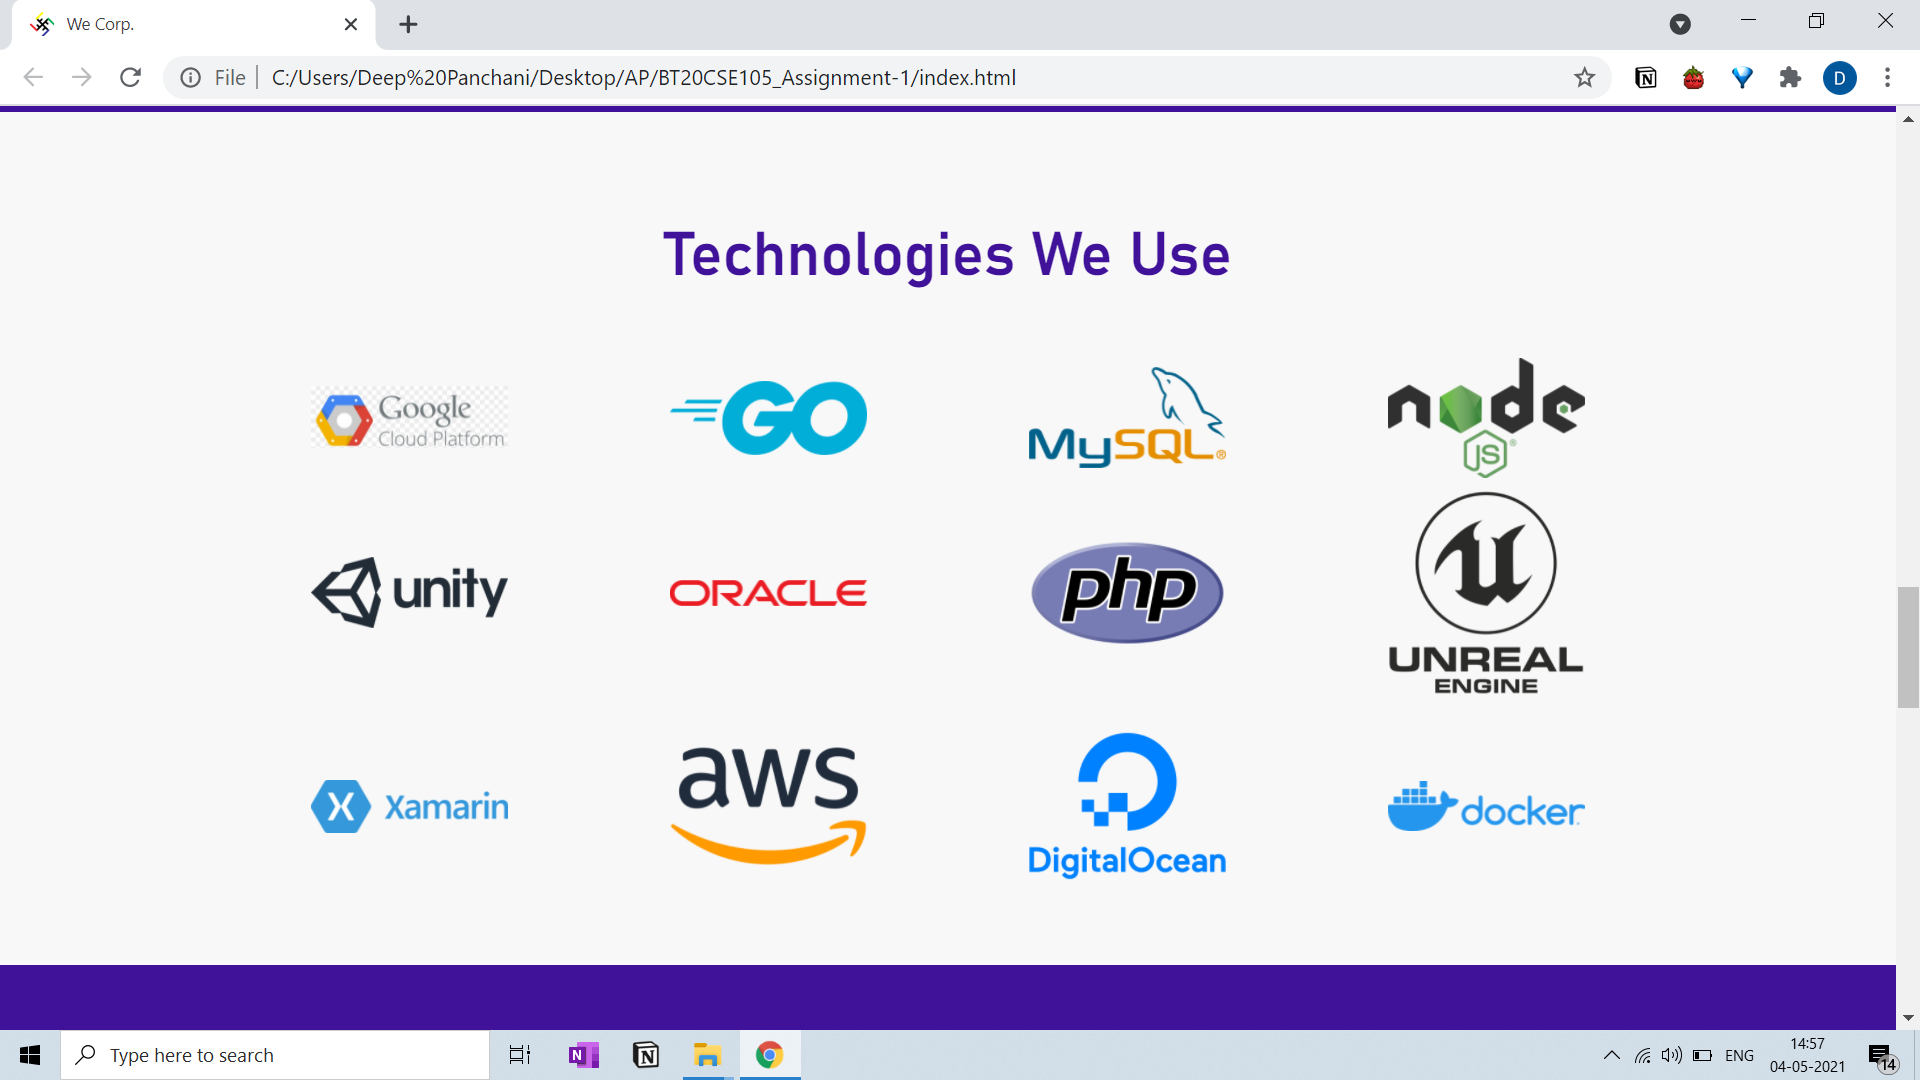 We Corp.
File
C:/Users/Deep%20Panchani/Desktop/AP/BT20CSE105_Assignment-1/index.html
D
Technologies We Use
Google
Cloud Platform
GO
MySQL®
node
JS®
unity
ORACLE
php
UNREAL
ENGINE
X Xamarin
aws
DigitalOcean
docker
Type here to search
N
N
ENG
14:57
04-05-2021
14